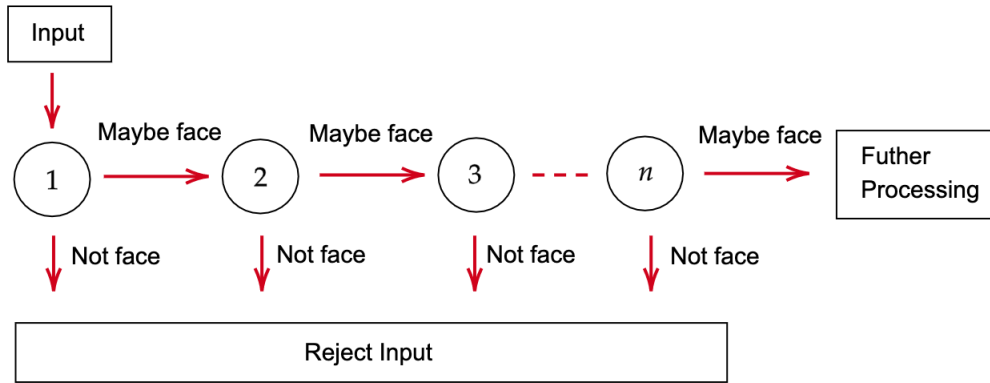 Input
Maybe face
Maybe face
Maybe face
1
2
3
n
Futher
Processing
Not face
Not face
Not face
Not face
Reject Input